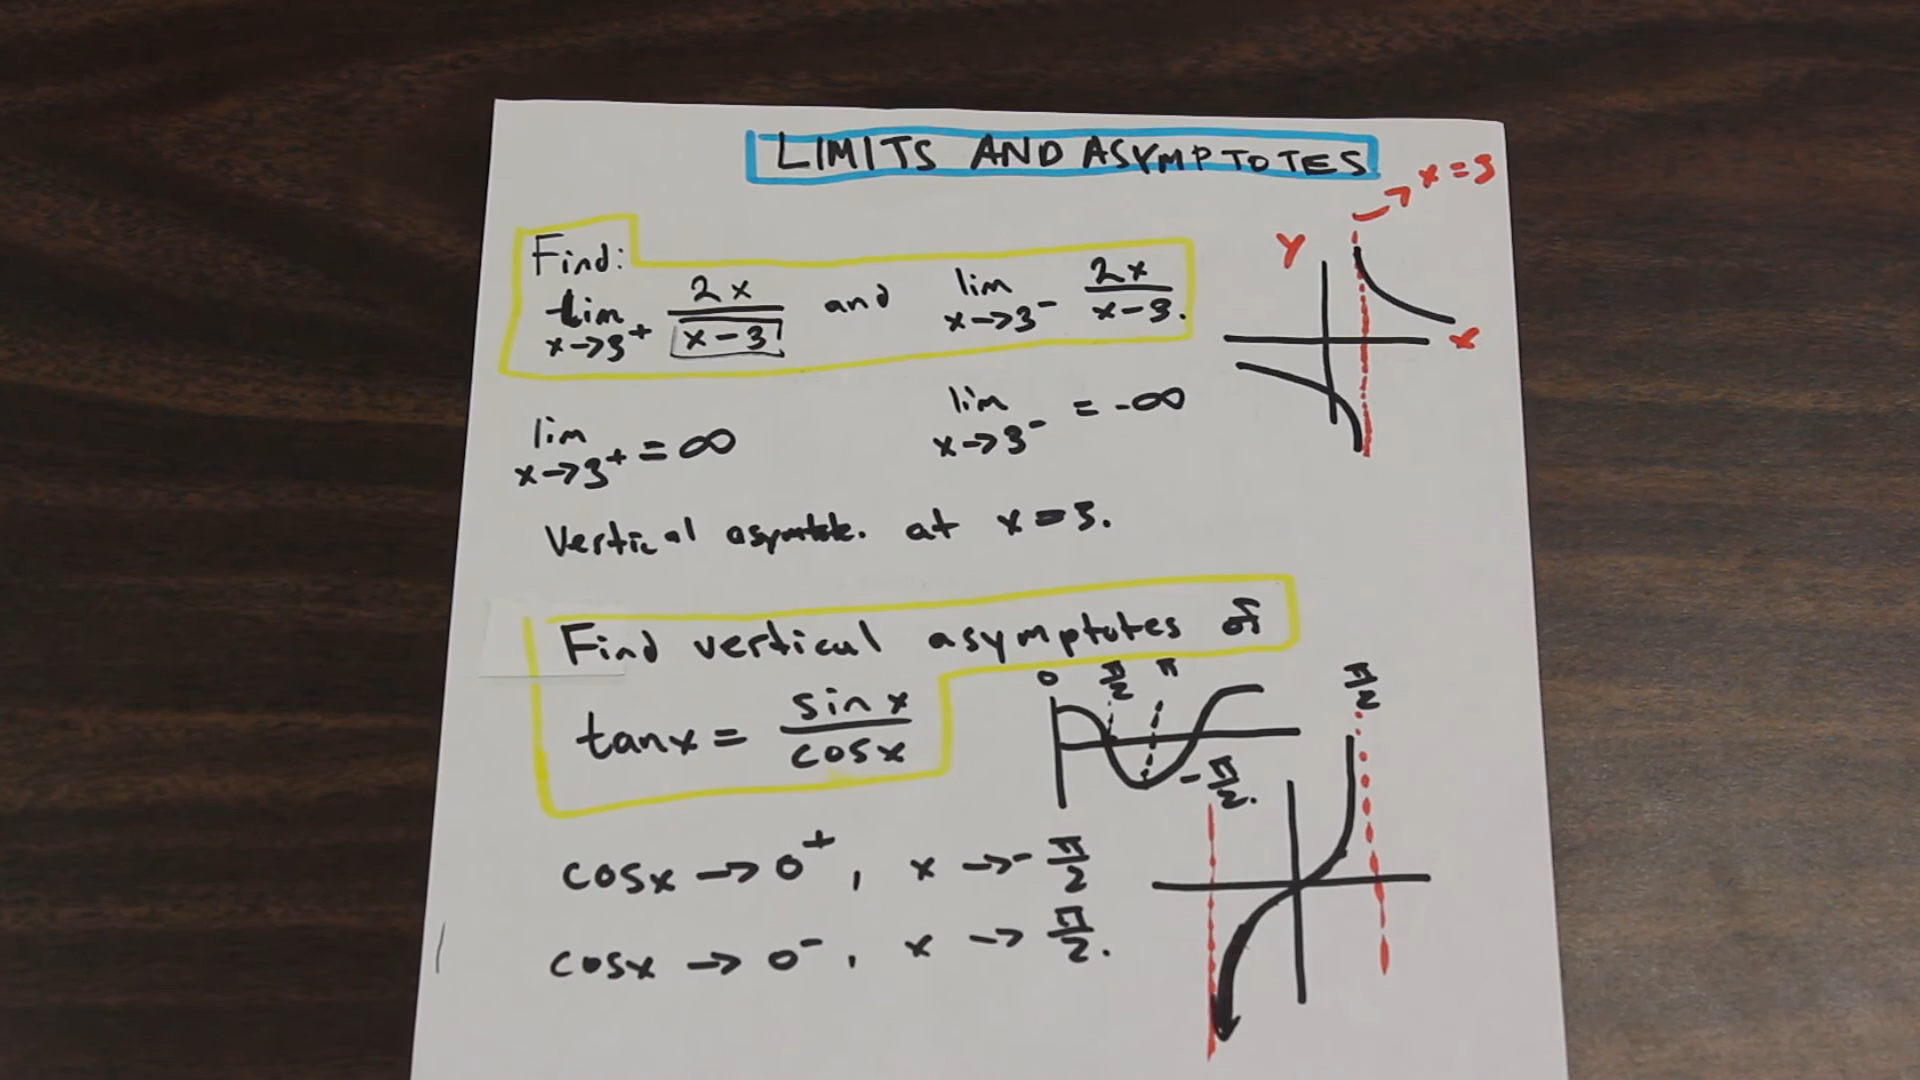 LIMITS AND ASYMPTOTES
x = 3
Find:
lim x→3⁺ 2x/(x-3) and lim x→3⁻ 2x/(x-3).
y
x
lim x→3⁺ = ∞
lim x→3⁻ = -∞
Vertical at x = 3.
Find vertical asymptotes of
tanx = sinx/cosx
0 π/2 π
π/2
-π/2.
cosx → 0⁺, x → -π/2
cosx → 0⁻, x → π/2.